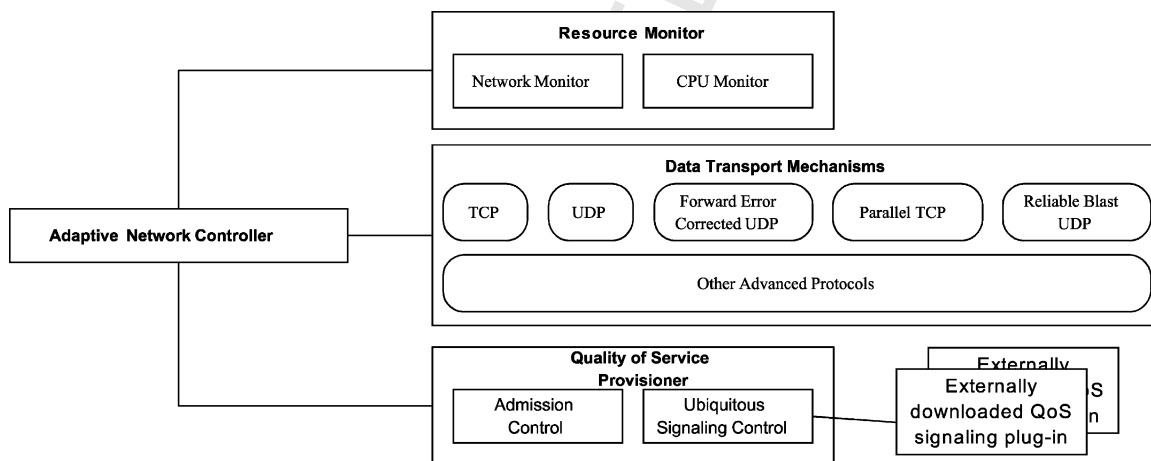 Resource Monitor
Network Monitor
CPU Monitor
Data Transport Mechanisms
TCP
UDP
Forward Error
Corrected UDP
Parallel TCP
Reliable Blast
UDP
Adaptive Network Controller
Other Advanced Protocols
Quality of Service
Provisioner
Admission
Control
Ubiquitous
Signaling Control
Externally
Externally
downloaded QoS
signaling plug-in